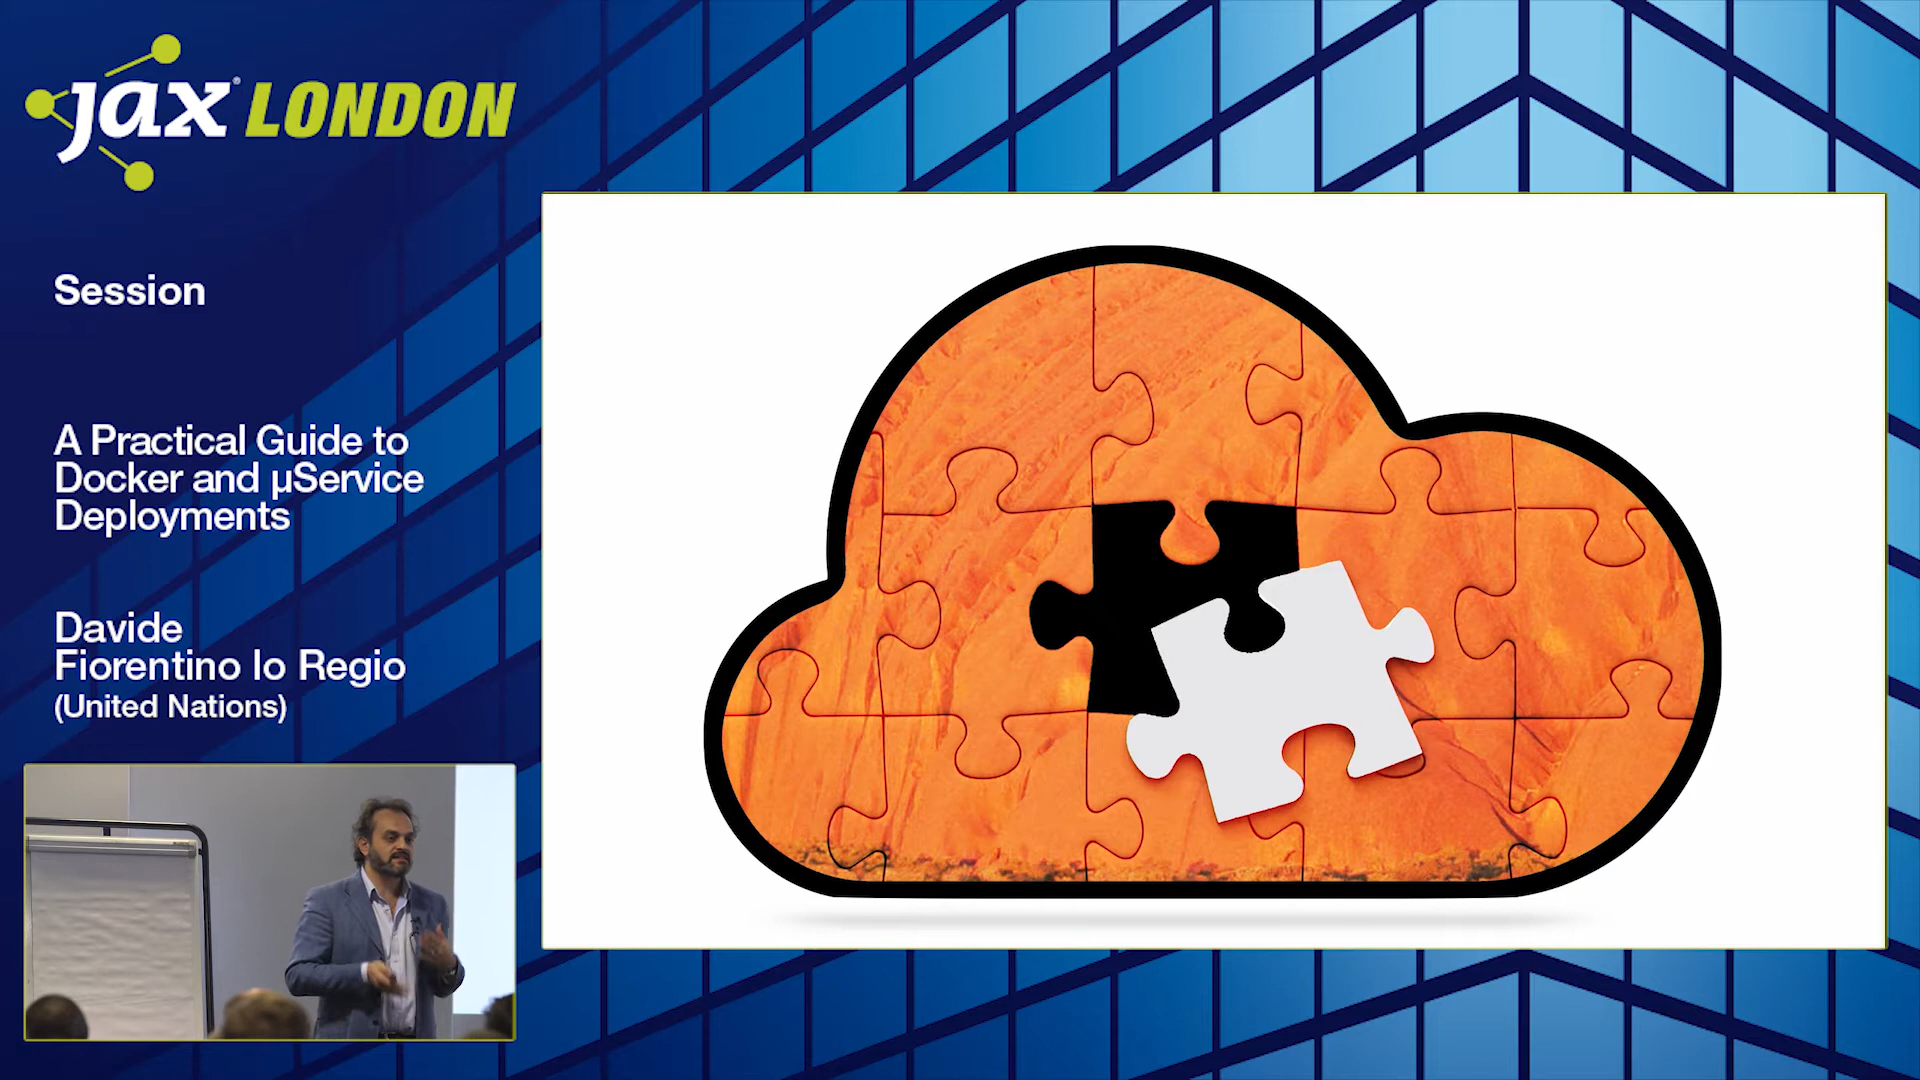 jax® LONDON
Session
A Practical Guide to
Docker and µService
Deployments
Davide
Fiorentino lo Regio
(United Nations)